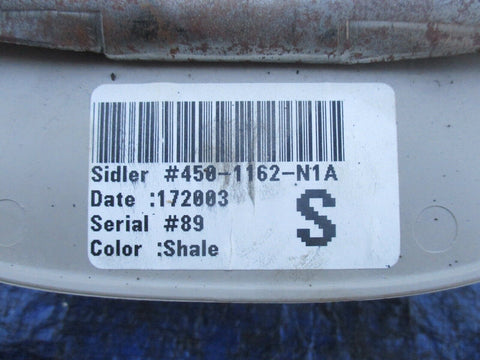 Sidler #450-1162-N1A
Date :172003
Serial #89
Color :Shale
S